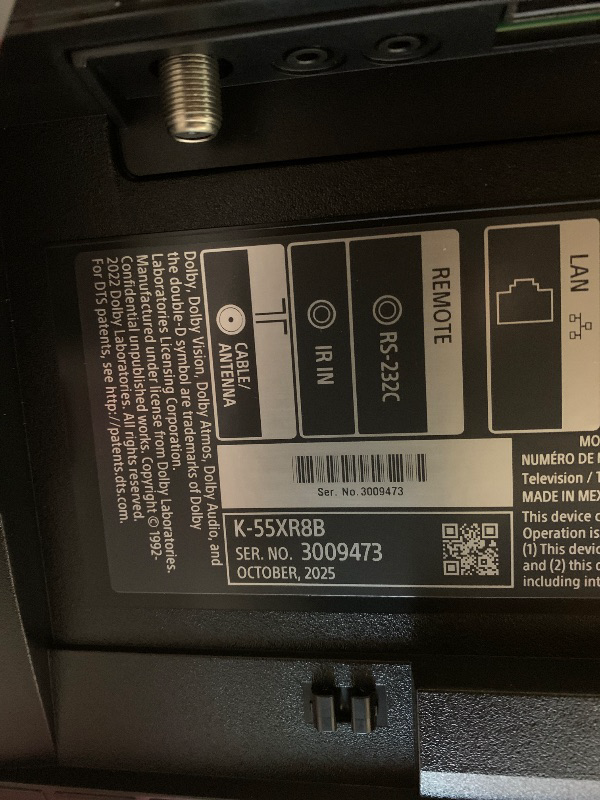 LAN
REMOTE
RS-232C
IR IN
CABLE/
ANTENNA
Dolby, Dolby Vision, Dolby Atmos, Dolby Audio, and
the double-D symbol are trademarks of Dolby
Laboratories Licensing Corporation.
Manufactured under license from Dolby Laboratories.
Confidential unpublished works. Copyright © 1992-
2022 Dolby Laboratories. All rights reserved.
For DTS patents, see http://patents.dts.com.
Ser. No. 3009473
K-55XR8B
SER. NO. 3009473
OCTOBER, 2025
MO
NUMÉRO DE
Television / T
MADE IN MEX
This device c
Operation is
(1) This devic
and (2) this d
including int